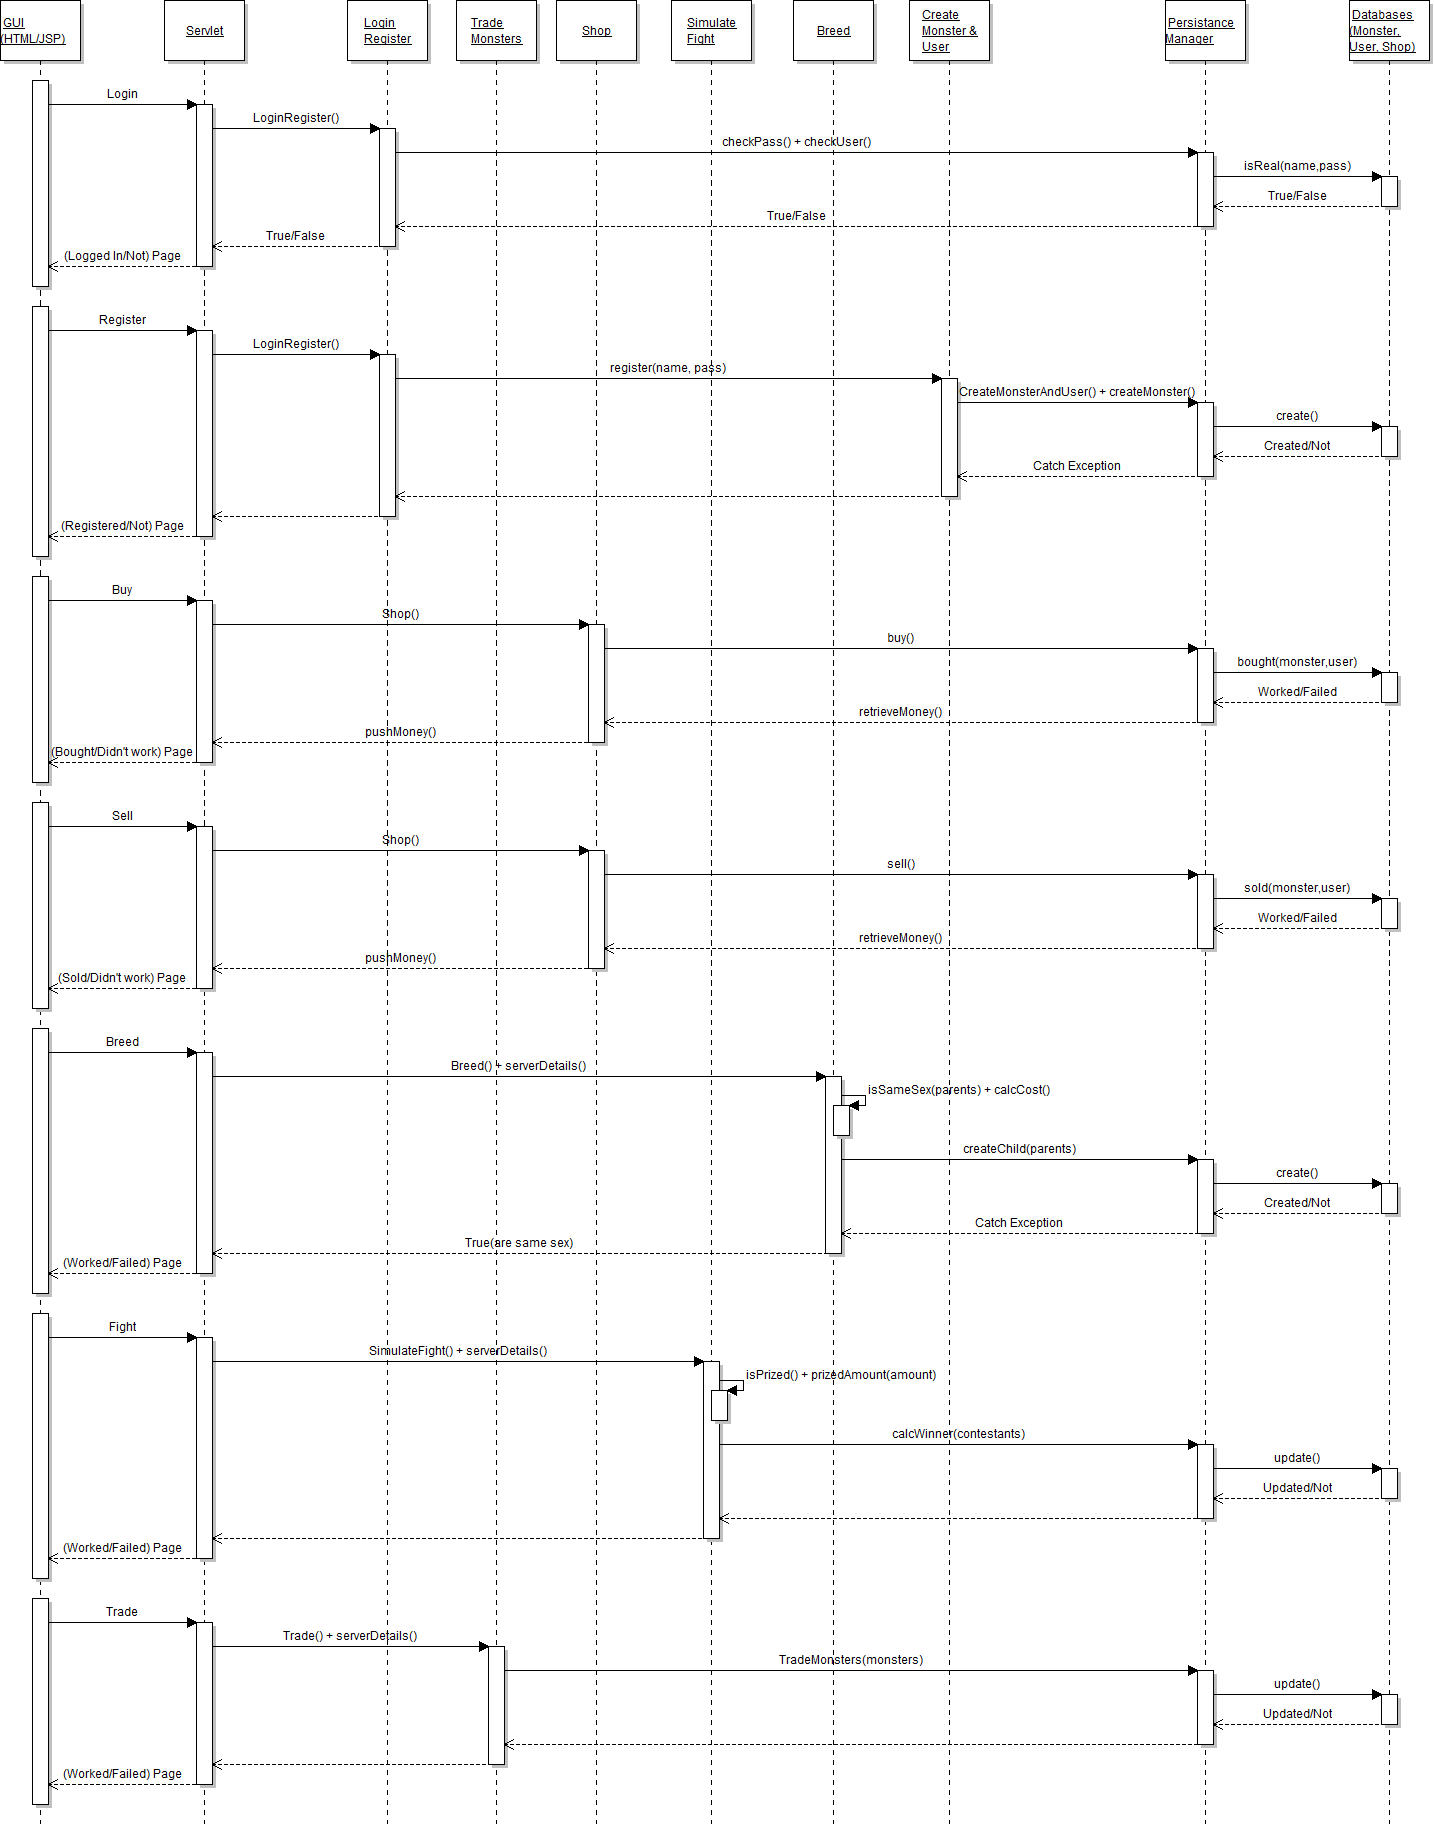 GUI
(HTML/JSP)
Servlet
Login
Register
Trade
Monsters
Shop
Simulate
Fight
Breed
Create
Monster &
User
Persistance
Manager
Databases
(Monster,
User, Shop)
Login
LoginRegister()
checkPass() + checkUser()
isReal(name,pass)
True/False
True/False
True/False
(Logged In/Not) Page
Register
LoginRegister()
register(name, pass)
CreateMonsterAndUser() + createMonster()
create()
Created/Not
Catch Exception
(Registered/Not) Page
Buy
Shop()
buy()
bought(monster,user)
Worked/Failed
retrieveMoney()
pushMoney()
(Bought/Didn't work) Page
Sell
Shop()
sell()
sold(monster,user)
Worked/Failed
retrieveMoney()
pushMoney()
(Sold/Didn't work) Page
Breed
Breed() + serverDetails()
isSameSex(parents) + calcCost()
createChild(parents)
create()
Created/Not
Catch Exception
True(are same sex)
(Worked/Failed) Page
Fight
SimulateFight() + serverDetails()
isPrized() + prizedAmount(amount)
calcWinner(contestants)
update()
Updated/Not
(Worked/Failed) Page
Trade
Trade() + serverDetails()
TradeMonsters(monsters)
update()
Updated/Not
(Worked/Failed) Page